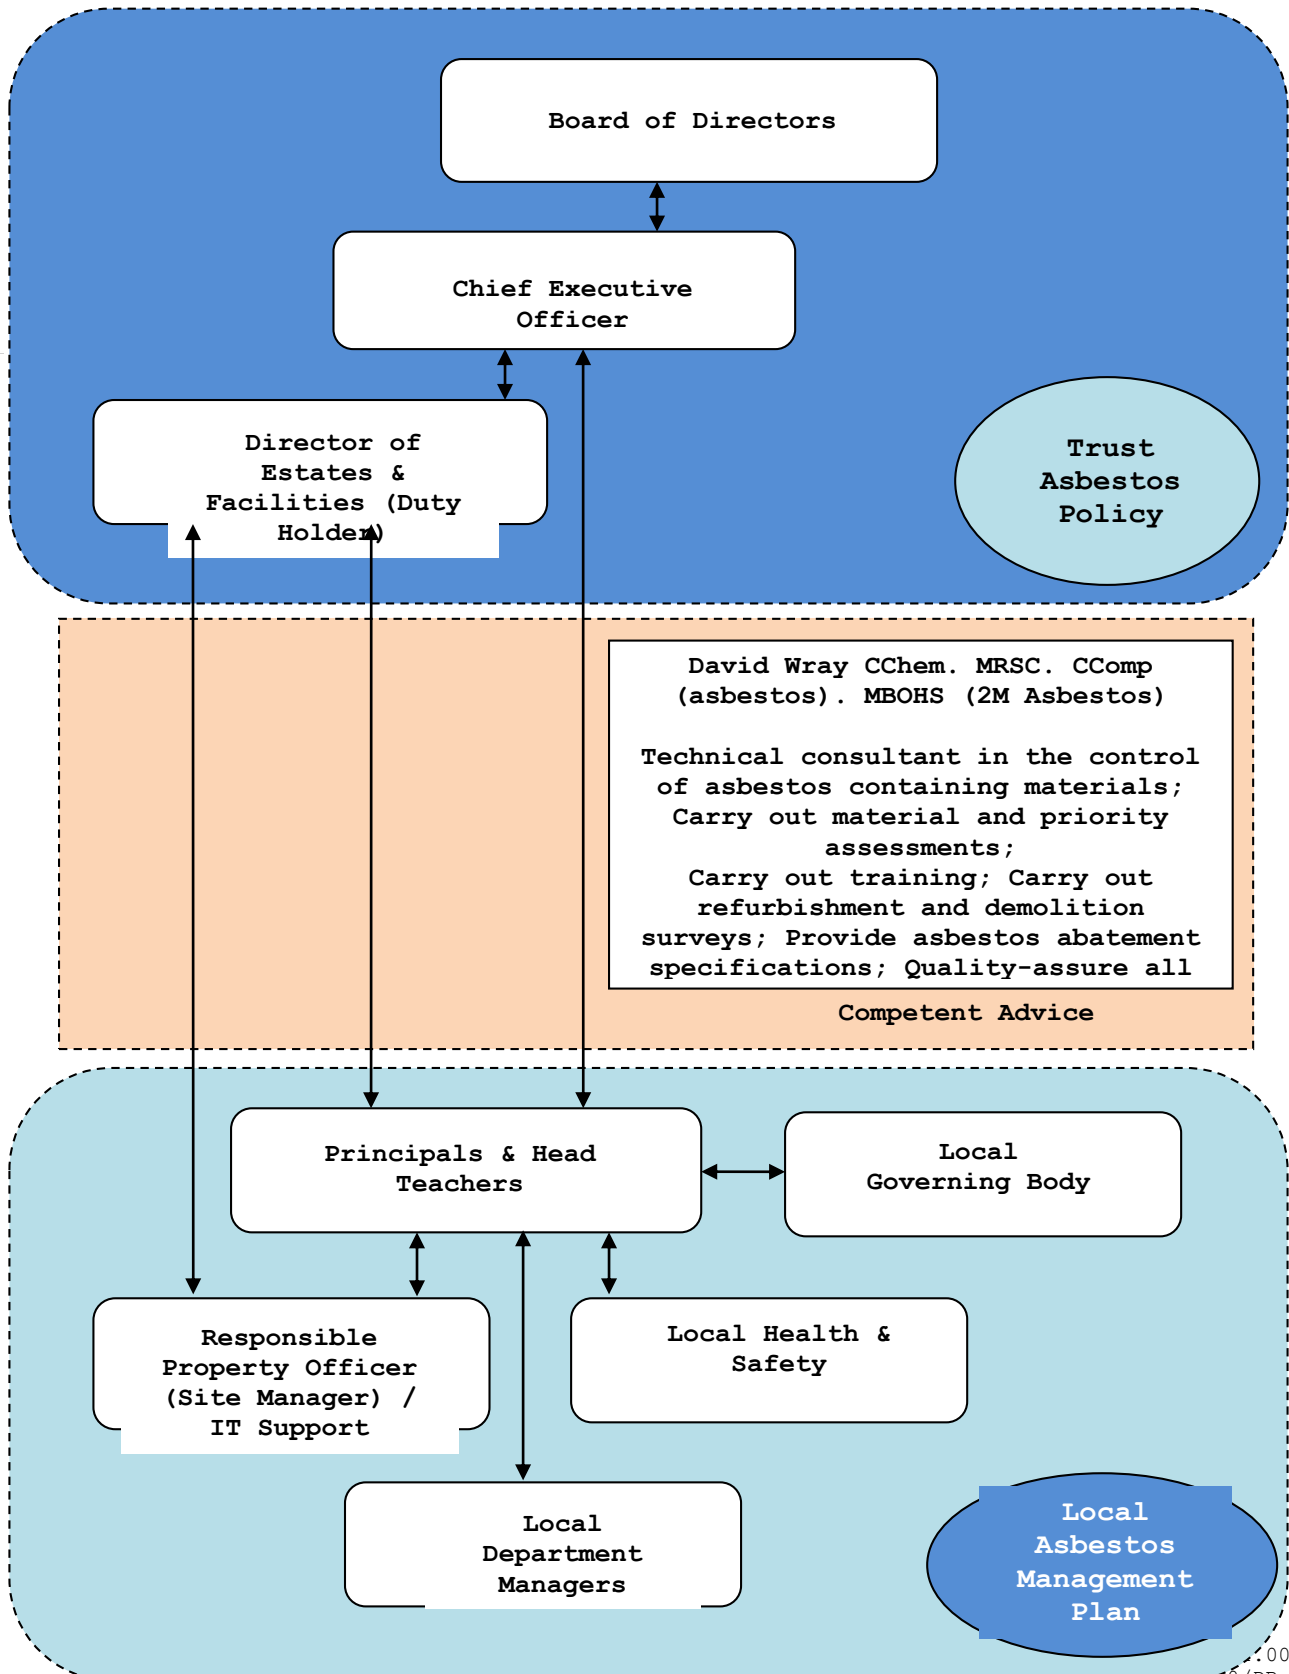 Board of Directors
Chief Executive
Officer
Director of
Estates &
Facilities (Duty
Holder)
Trust
Asbestos
Policy
David Wray CChem. MRSC. CComp
(asbestos). MBOHS (2M Asbestos)
Technical consultant in the control
of asbestos containing materials;
Carry out material and priority
assessments;
Carry out training; Carry out
refurbishment and demolition
surveys; Provide asbestos abatement
specifications; Quality-assure all
Competent Advice
Principals & Head
Teachers
Local
Governing Body
Responsible
Property Officer
(Site Manager) /
IT Support
Local Health &
Safety
Local
Department
Managers
Local
Asbestos
Management
Plan